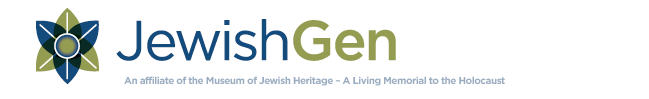 JewishGen
An affiliate of the Museum of Jewish Heritage – A Living Memorial to the Holocaust